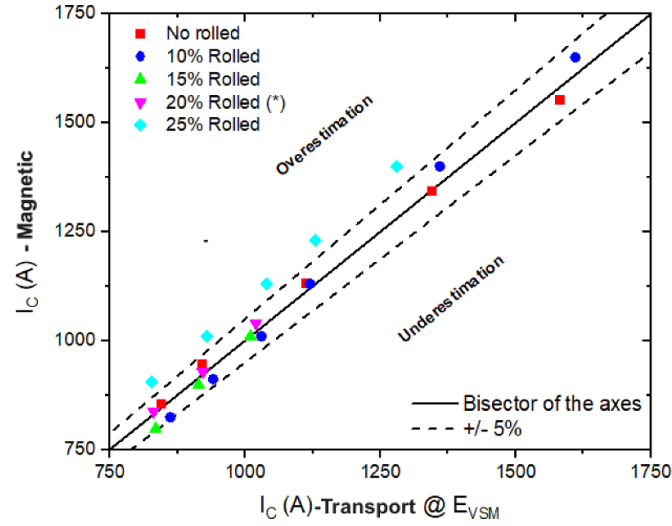 1750
1500
1250
1000
750
I_C (A) - Magnetic
No rolled
10% Rolled
15% Rolled
20% Rolled (*)
25% Rolled
Overestimation
Underestimation
Bisector of the axes
+/- 5%
750 1000 1250 1500 1750
I_C (A)-Transport @ E_VSM